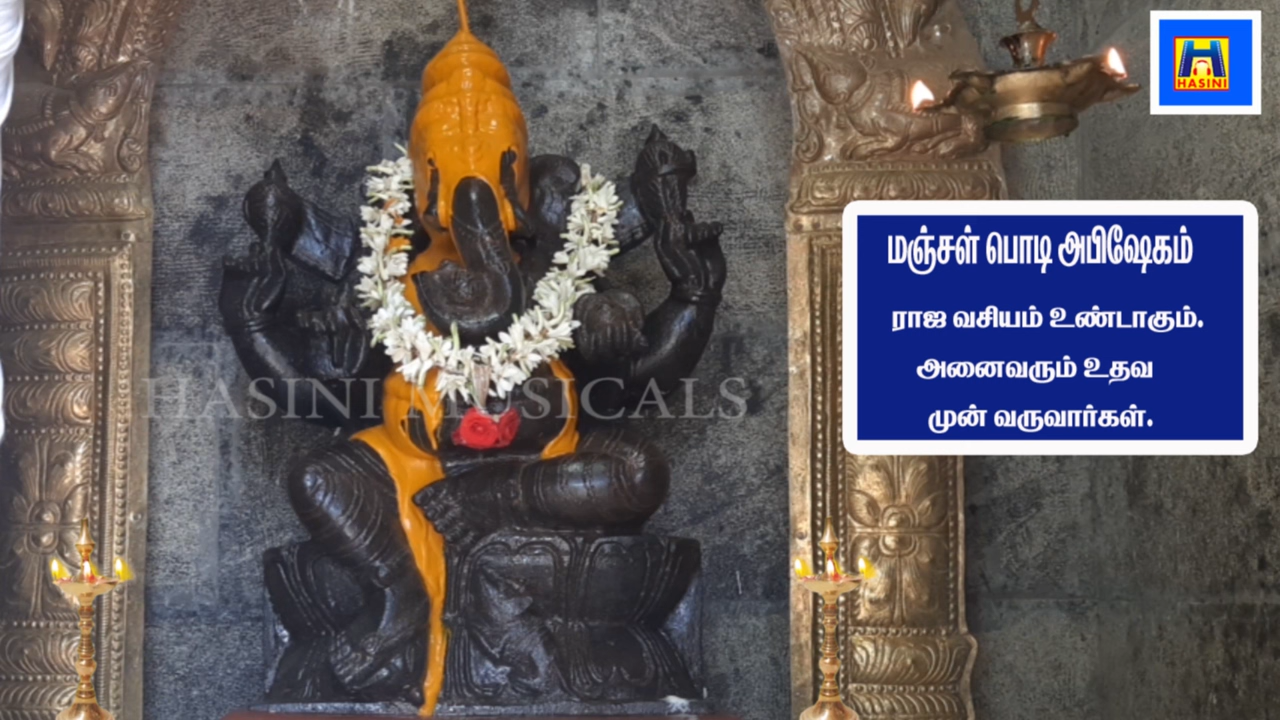 HASINI
மஞ்சள் பொடி அபிஷேகம்
ராஜ வசியம் உண்டாகும்.
அனைவரும் உதவ
முன் வருவார்கள்.
HASINI MUSICALS